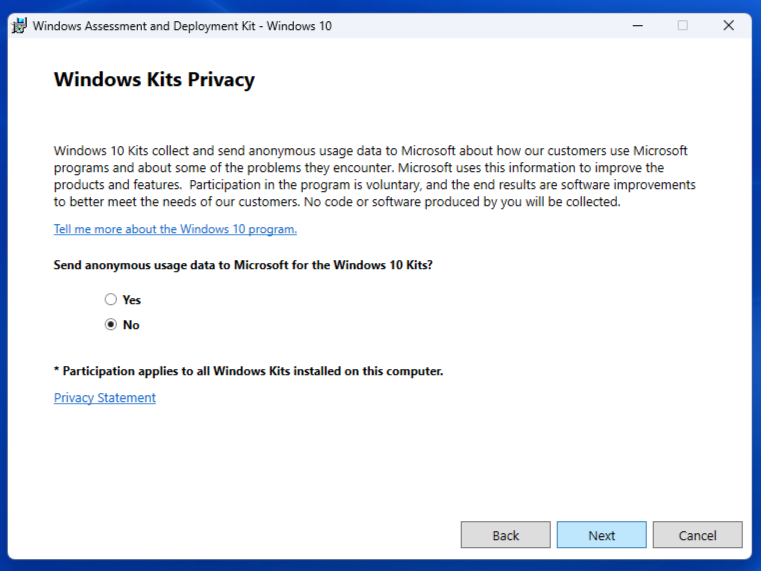 Windows Assessment and Deployment Kit - Windows 10
Windows Kits Privacy
Windows 10 Kits collect and send anonymous usage data to Microsoft about how our customers use Microsoft
programs and about some of the problems they encounter. Microsoft uses this information to improve the
products and features.  Participation in the program is voluntary, and the end results are software improvements
to better meet the needs of our customers. No code or software produced by you will be collected.
Tell me more about the Windows 10 program.
Send anonymous usage data to Microsoft for the Windows 10 Kits?
Yes
No
* Participation applies to all Windows Kits installed on this computer.
Privacy Statement
Back Next Cancel